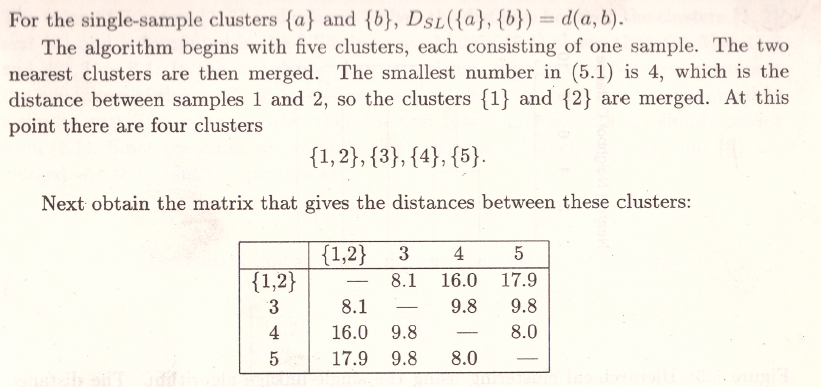 For the single-sample clusters {a} and {b}, D_SL({a}, {b}) = d(a, b).
The algorithm begins with five clusters, each consisting of one sample. The two
nearest clusters are then merged. The smallest number in (5.1) is 4, which is the
distance between samples 1 and 2, so the clusters {1} and {2} are merged. At this
point there are four clusters
{1, 2}, {3}, {4}, {5}.
Next obtain the matrix that gives the distances between these clusters:
{1,2} 3 4 5
{1,2} — 8.1 16.0 17.9
3 8.1 — 9.8 9.8
4 16.0 9.8 — 8.0
5 17.9 9.8 8.0 —